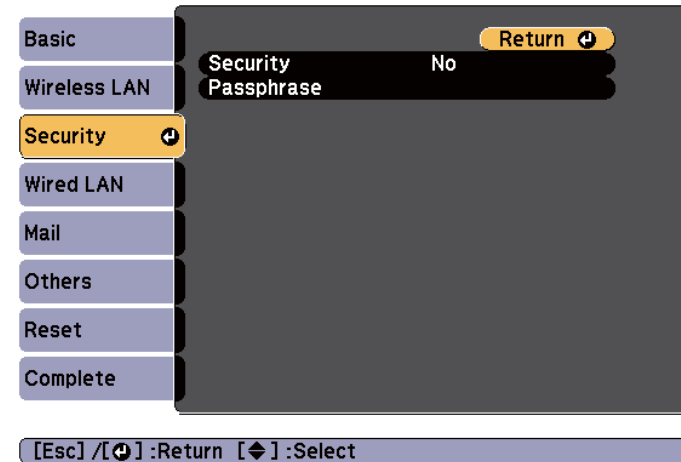 Basic
Wireless LAN
Security
Wired LAN
Mail
Others
Reset
Complete
Return
Security No
Passphrase
[Esc] /[ ] :Return [ ] :Select